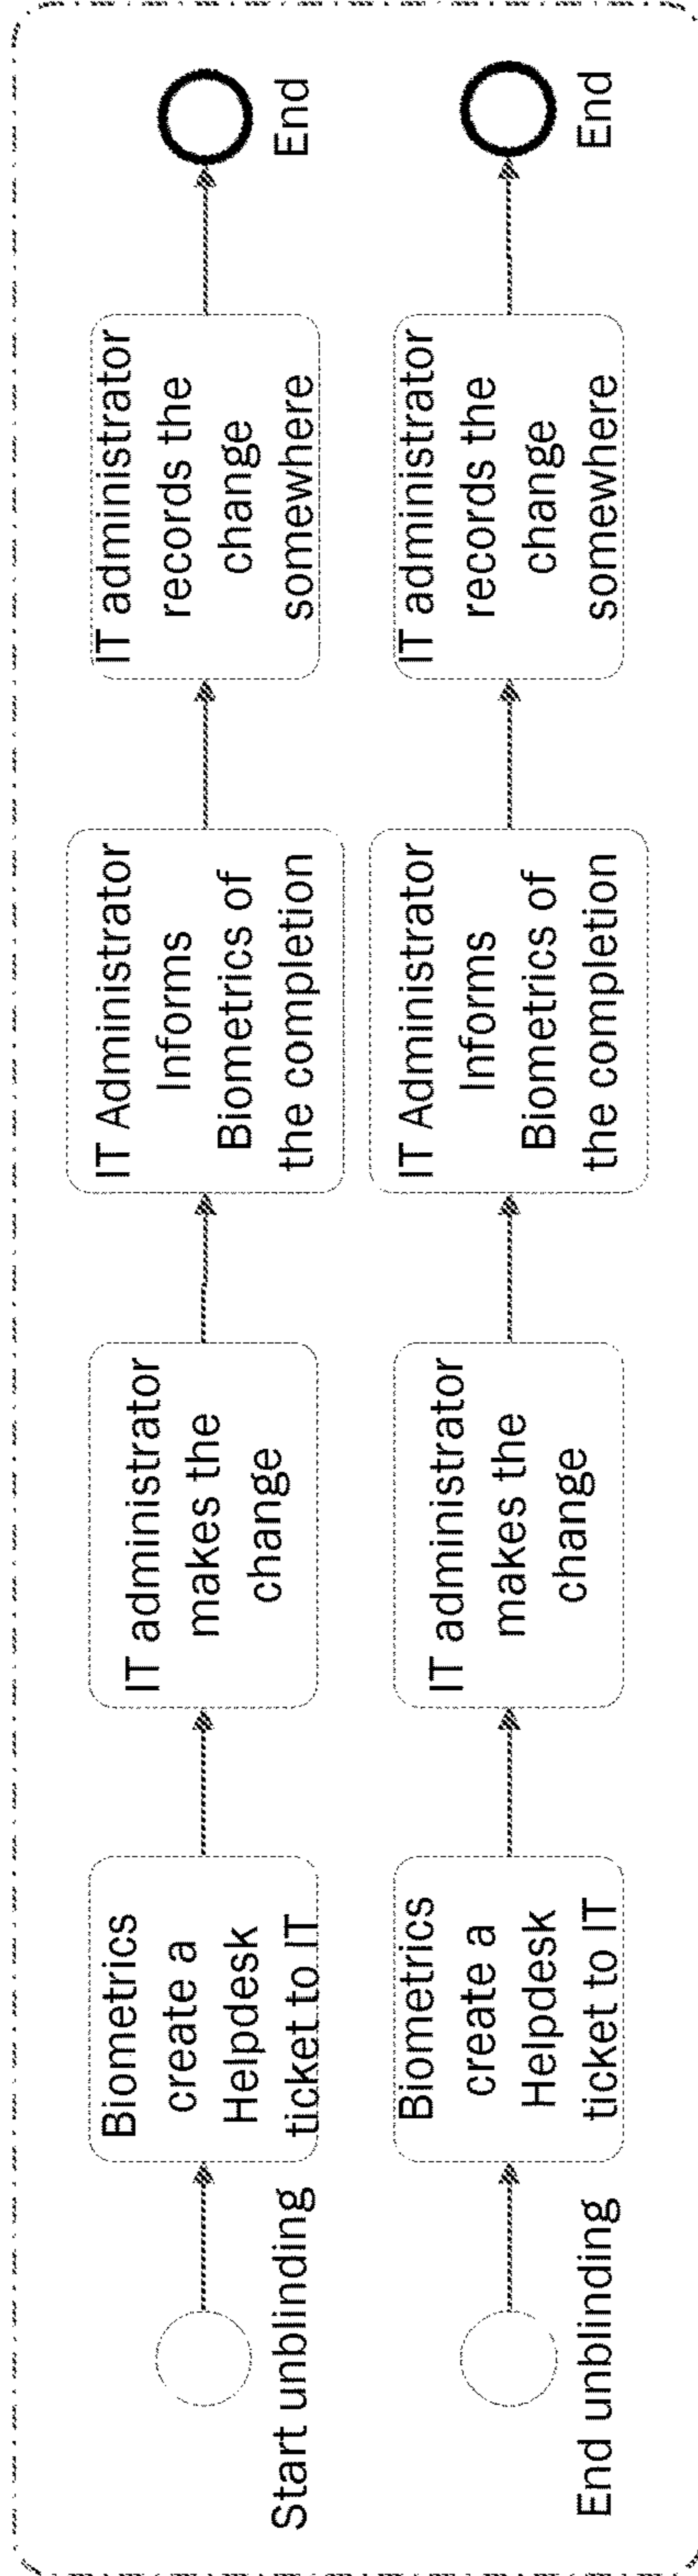 Start unblinding
Biometrics
create a
Helpdesk
ticket to IT
IT administrator
makes the
change
IT Administrator
Informs
Biometrics of
the completion
IT administrator
records the
change
somewhere
End
End unblinding
Biometrics
create a
Helpdesk
ticket to IT
IT administrator
makes the
change
IT Administrator
Informs
Biometrics of
the completion
IT administrator
records the
change
somewhere
End